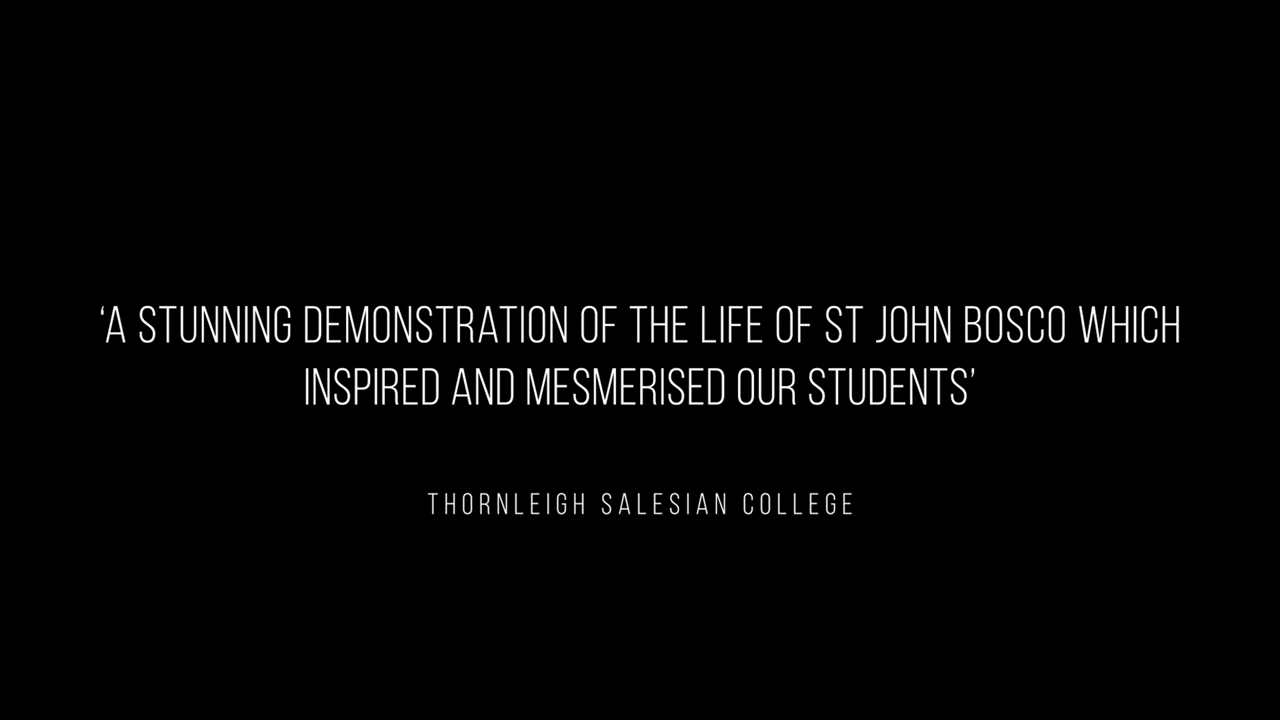 ‘A STUNNING DEMONSTRATION OF THE LIFE OF ST JOHN BOSCO WHICH
INSPIRED AND MESMERISED OUR STUDENTS’
THORNLEIGH SALESIAN COLLEGE